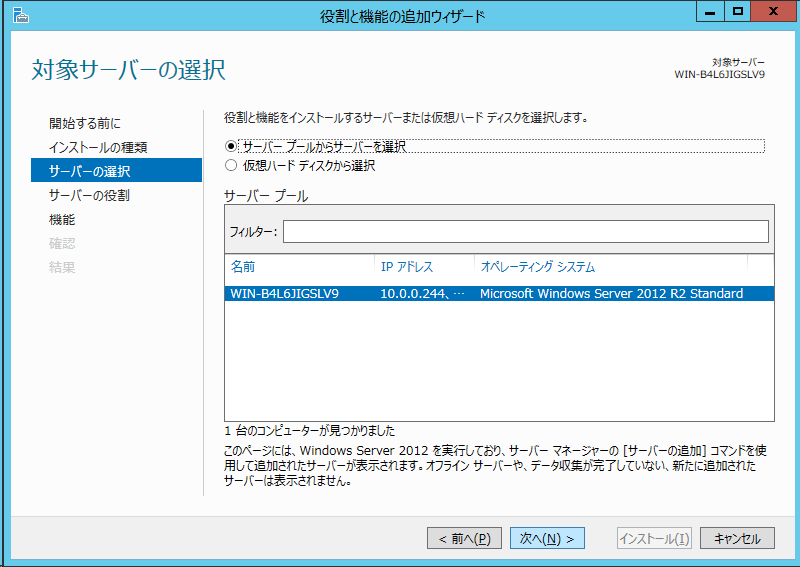 役割と機能の追加ウィザード
対象サーバーの選択
対象サーバー
WIN-B4L6JIGSLV9
開始する前に
インストールの種類
サーバーの選択
サーバーの役割
機能
確認
結果
役割と機能をインストールするサーバーまたは仮想ハード ディスクを選択します。
サーバー プールからサーバーを選択
仮想ハード ディスクから選択
サーバー プール
フィルター:
名前 IP アドレス オペレーティング システム
WIN-B4L6JIGSLV9 10.0.0.244、… Microsoft Windows Server 2012 R2 Standard
1 台のコンピューターが見つかりました
このページには、Windows Server 2012 を実行しており、サーバー マネージャーの [サーバーの追加] コマンドを使
用して追加されたサーバーが表示されます。オフライン サーバーや、データ収集が完了していない、新たに追加された
サーバーは表示されません。
< 前へ(P) 次へ(N) > インストール(I) キャンセル